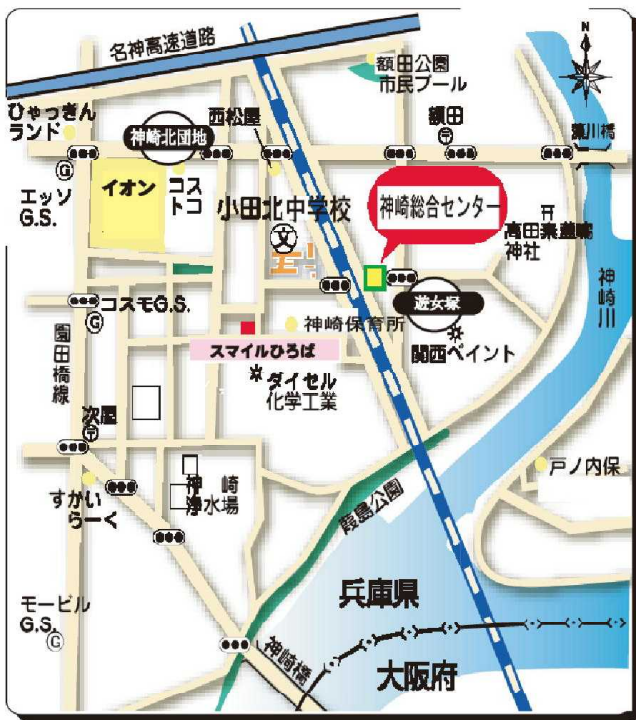 名神高速道路
N
額田公園
市民プール
ひゃっきん
ランド
西松屋
額田
神崎北団地
藻川橋
G
エッソ
G.S.
イオン
コス
トコ
小田北中学校
文
神崎総合センター
高田素盞嗚
神社
神崎川
遊女塚
コスモG.S.
G
神崎保育所
スマイルひろば
関西ペイント
園田橋線
ダイセル
化学工業
次屋
戸ノ内保
すかい
らーく
神崎
浄水場
霞島公園
兵庫県
モービル
G.S.
G
神崎橋
大阪府